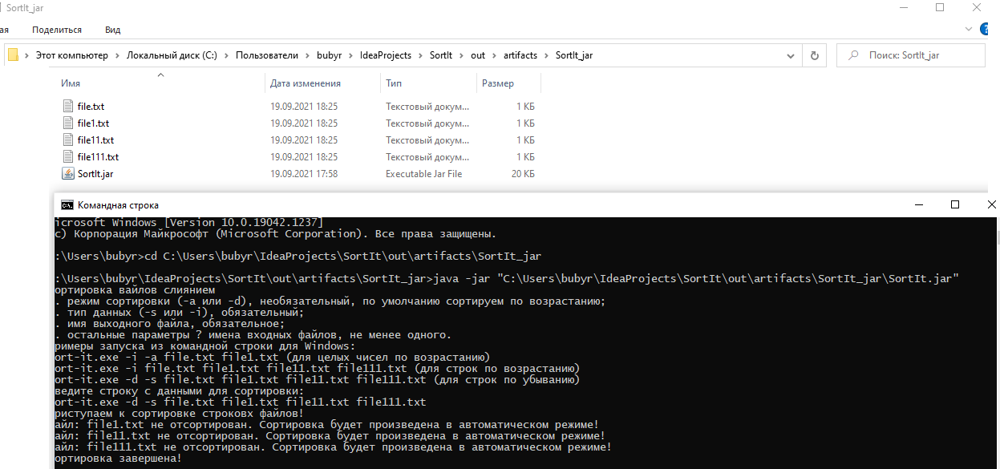 SortIt_jar
ая Поделиться Вид
Этот компьютер Локальный диск (C:) Пользователи bubyr IdeaProjects SortIt out artifacts SortIt_jar Поиск: SortIt_jar
Имя Дата изменения Тип Размер
file.txt 19.09.2021 18:25 Текстовый докум... 1 КБ
file1.txt 19.09.2021 18:25 Текстовый докум... 1 КБ
file11.txt 19.09.2021 18:25 Текстовый докум... 1 КБ
file111.txt 19.09.2021 18:25 Текстовый докум... 1 КБ
SortIt.jar 19.09.2021 17:58 Executable Jar File 20 КБ
Командная строка
icrosoft Windows [Version 10.0.19042.1237]
c) Корпорация Майкрософт (Microsoft Corporation). Все права защищены.
:\Users\bubyr>cd C:\Users\bubyr\IdeaProjects\SortIt\out\artifacts\SortIt_jar
:\Users\bubyr\IdeaProjects\SortIt\out\artifacts\SortIt_jar>java -jar "C:\Users\bubyr\IdeaProjects\SortIt\out\artifacts\SortIt_jar\SortIt.jar"
ортировка вайлов слиянием
. режим сортировки (-a или -d), необязательный, по умолчанию сортируем по возрастанию;
. тип данных (-s или -i), обязательный;
. имя выходного файла, обязательное;
. остальные параметры ? имена входных файлов, не менее одного.
римеры запуска из командной строки для Windows:
ort-it.exe -i -a file.txt file1.txt (для целых чисел по возрастанию)
ort-it.exe -i file.txt file1.txt file11.txt file111.txt (для строк по возрастанию)
ort-it.exe -d -s file.txt file1.txt file11.txt file111.txt (для строк по убыванию)
ведите строку с данными для сортировки:
ort-it.exe -d -s file.txt file1.txt file11.txt file111.txt
риступаем к сортировке строковх файлов!
айл: file1.txt не отсортирован. Сортировка будет произведена в автоматическом режиме!
айл: file11.txt не отсортирован. Сортировка будет произведена в автоматическом режиме!
айл: file111.txt не отсортирован. Сортировка будет произведена в автоматическом режиме!
ортировка завершена!